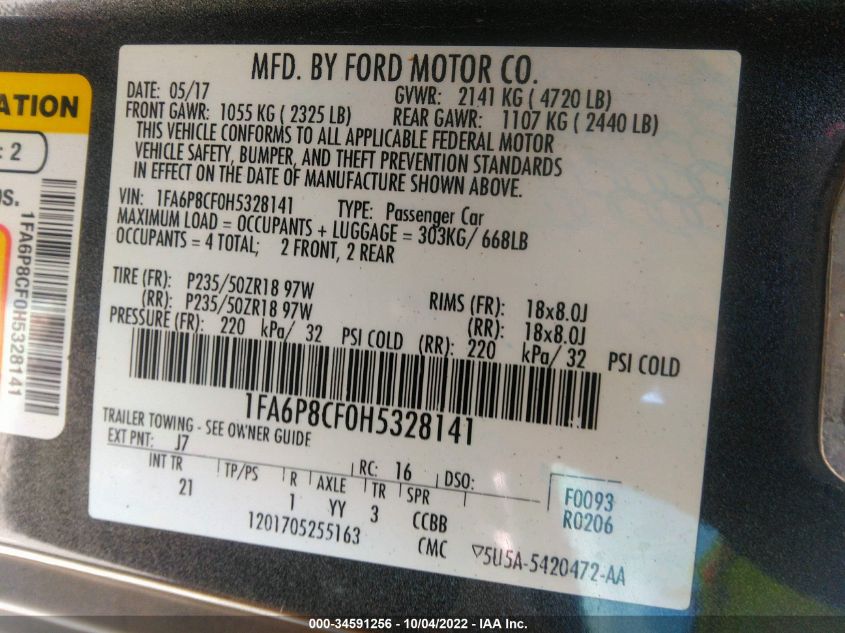 MFD. BY FORD MOTOR CO.
DATE: 05/17 GVWR: 2141 KG ( 4720 LB)
FRONT GAWR: 1055 KG ( 2325 LB) REAR GAWR: 1107 KG ( 2440 LB)
THIS VEHICLE CONFORMS TO ALL APPLICABLE FEDERAL MOTOR
VEHICLE SAFETY, BUMPER, AND THEFT PREVENTION STANDARDS
IN EFFECT ON THE DATE OF MANUFACTURE SHOWN ABOVE.
VIN: 1FA6P8CF0H5328141 TYPE: Passenger Car
MAXIMUM LOAD = OCCUPANTS + LUGGAGE = 303KG/ 668LB
OCCUPANTS = 4 TOTAL; 2 FRONT, 2 REAR
TIRE (FR): P235/50ZR18 97W RIMS (FR): 18x8.0J
(RR): P235/50ZR18 97W (RR): 18x8.0J
PRESSURE (FR): 220 kPa/ 32 PSI COLD (RR): 220 kPa/ 32 PSI COLD
1FA6P8CF0H5328141
TRAILER TOWING - SEE OWNER GUIDE
EXT PNT: J7 RC: 16 DSO:
INT TR TP/PS R AXLE TR SPR
21 1 YY 3 CCBB
F0093
R0206
1201705255163 CMC 5U5A-5420472-AA
ATION
: 2
1FA6P8CF0H5328141
000-34591256 - 10/04/2022 - IAA Inc.